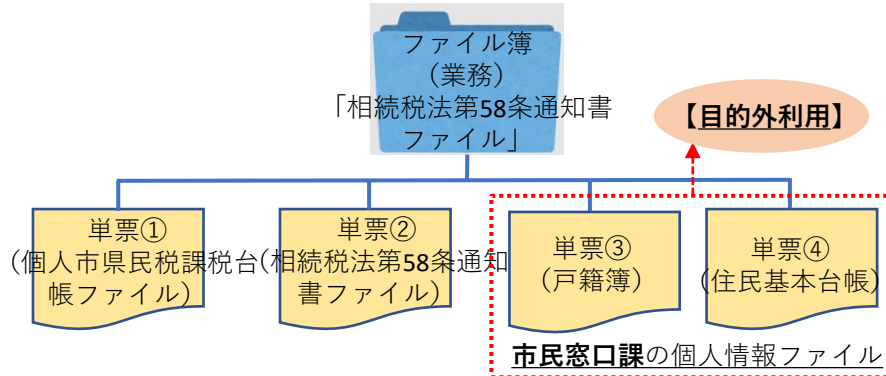 ファイル簿
(業務)
「相続税法第58条通知書
ファイル」
【目的外利用】
単票①
(個人市県民税課税台
帳ファイル)
単票②
(相続税法第58条通知
書ファイル)
単票③
(戸籍簿)
単票④
(住民基本台帳)
市民窓口課の個人情報ファイル